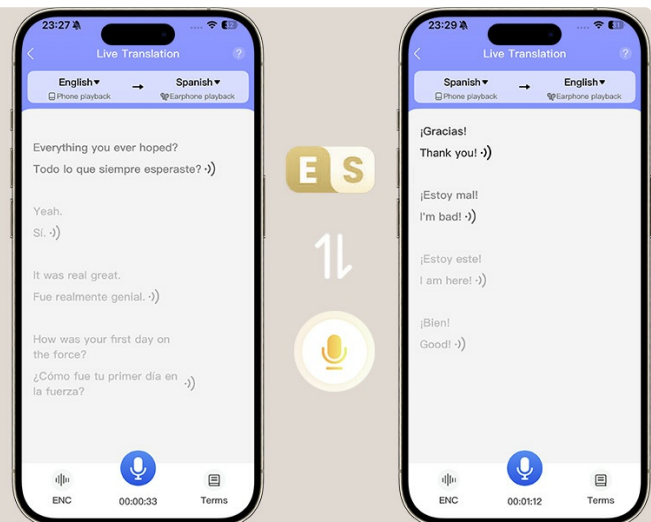 23:27
Live Translation
?
English▾ → Spanish▾
Phone playback
Earphone playback
Everything you ever hoped?
Todo lo que siempre esperaste?
Yeah.
Sí.
It was real great.
Fue realmente genial.
How was your first day on
the force?
¿Cómo fue tu primer día en
la fuerza?
ENC
00:00:33
Terms
E S
23:29
Live Translation
?
Spanish▾ → English▾
Phone playback
Earphone playback
¡Gracias!
Thank you!
¡Estoy mal!
I'm bad!
¡Estoy este!
I am here!
¡Bien!
Good!
ENC
00:01:12
Terms